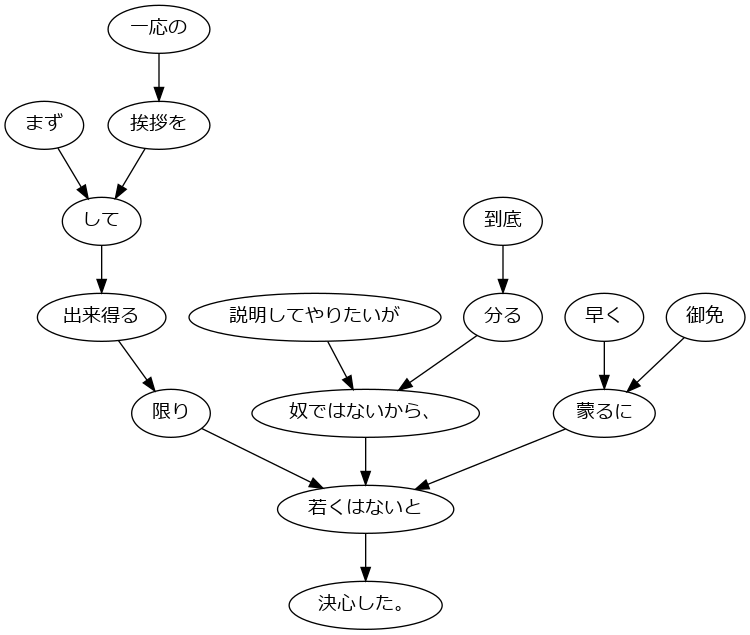 一応の
まず
挨拶を
して
到底
出来得る
説明してやりたいが
分る
早く
御免
限り
奴ではないから、
蒙るに
若くはないと
決心した。